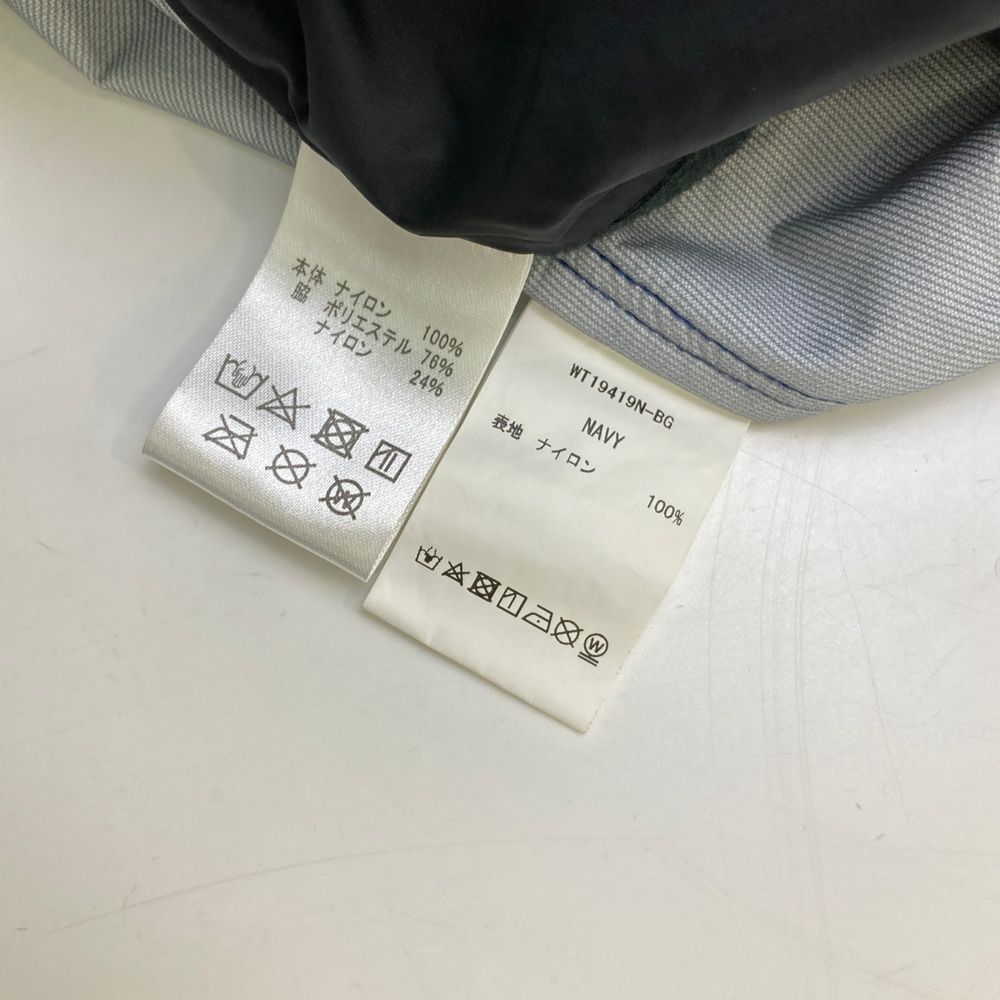 本体 ナイロン 100%
脇 ポリエステル 76%
ナイロン 24%
WT19419N-BG
NAVY
表地 ナイロン
100%
W